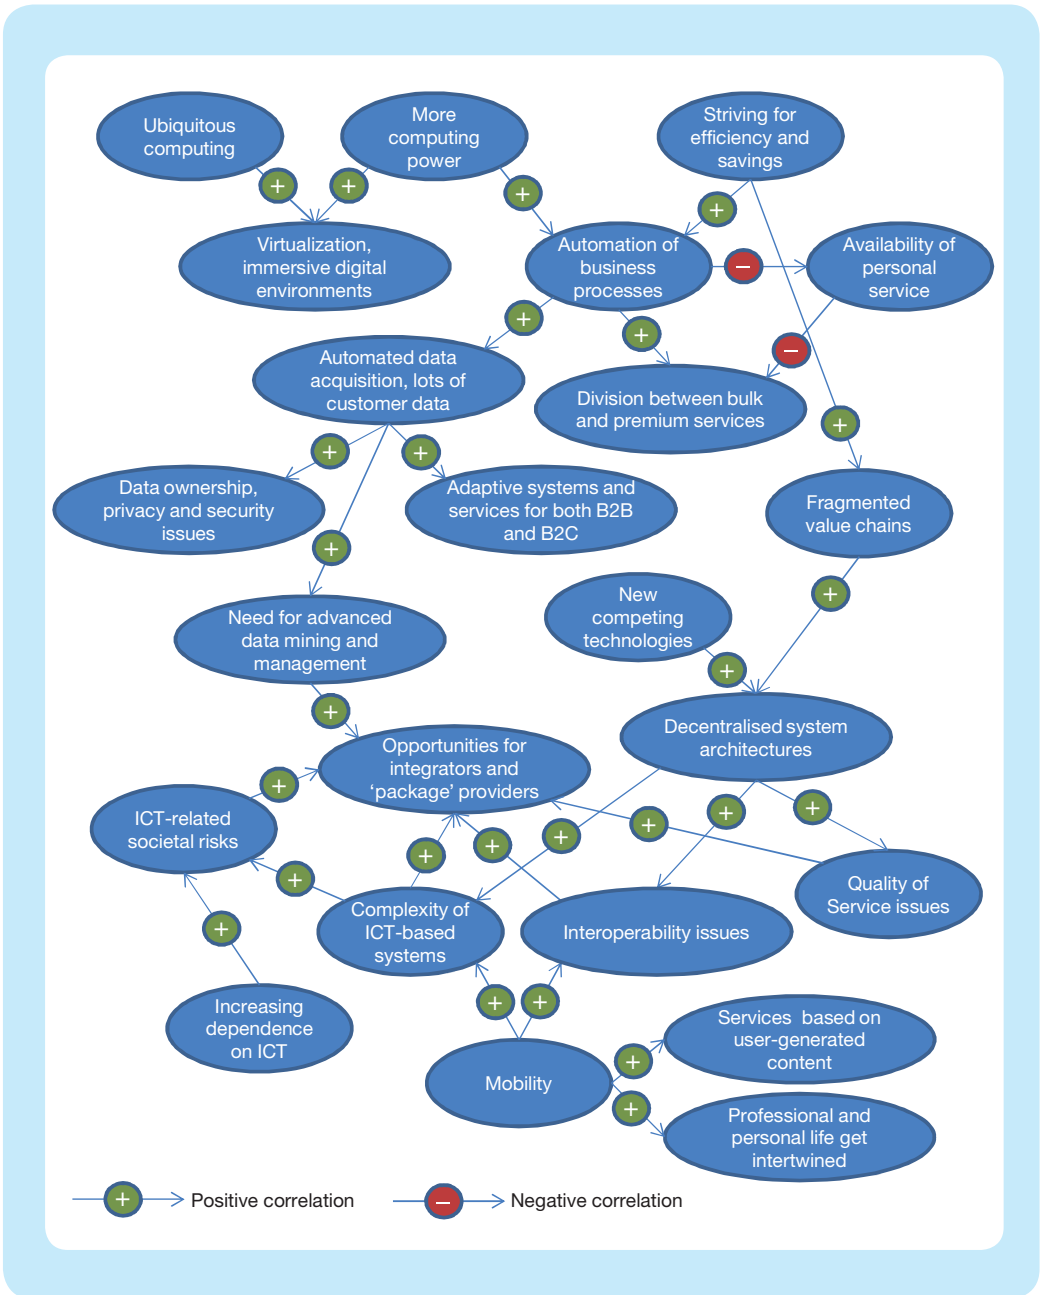 Ubiquitous
computing
More
computing
power
Striving for
efficiency and
savings
+
+
+
+
Virtualization,
immersive digital
environments
Automation of
business
processes
–
Availability of
personal
service
+
+
–
Automated data
acquisition, lots of
customer data
Division between bulk
and premium services
+
+
+
Data ownership,
privacy and security
issues
Adaptive systems and
services for both B2B
and B2C
Fragmented
value chains
+
+
Need for advanced
data mining and
management
New
competing
technologies
+
+
Decentralised system
architectures
Opportunities for
integrators and
‘package’ providers
+
ICT-related
societal risks
+
+
+
+
+
+
+
Quality of
Service issues
Complexity of
ICT-based
systems
Interoperability issues
+
+
+
Increasing
dependence
on ICT
Mobility
+
+
Services based on
user-generated
content
Professional and
personal life get
intertwined
+ Positive correlation
– Negative correlation